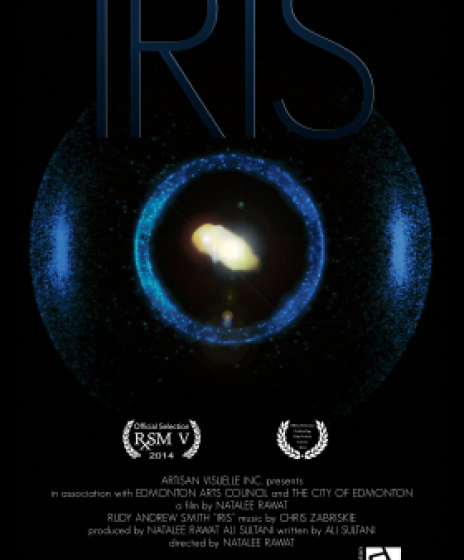 IRIS
Official Selection
RSM V
2014
ARTISAN VISUELLE INC. presents
in association with EDMONTON ARTS COUNCIL and THE CITY OF EDMONTON
a film by NATALEE RAWAT
RUDY ANDREW SMITH "IRIS" music by CHRIS ZABRISKIE
produced by NATALEE RAWAT ALI SULTANI written by ALI SULTANI
directed by NATALEE RAWAT